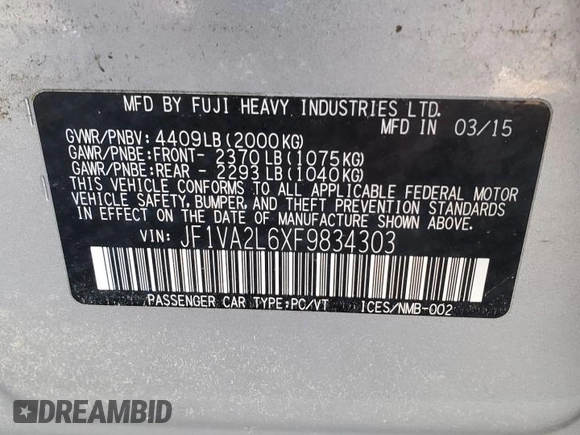 MFD BY FUJI HEAVY INDUSTRIES LTD.
MFD IN 03/15
GVWR/PNBV: 4409LB(2000KG)
GAWR/PNBE:FRONT- 2370LB(1075KG)
GAWR/PNBE:REAR - 2293LB(1040KG)
THIS VEHICLE CONFORMS TO ALL APPLICABLE FEDERAL MOTOR
VEHICLE SAFETY, BUMPER, AND THEFT PREVENTION STANDARDS
IN EFFECT ON THE DATE OF MANUFACTURE SHOWN ABOVE.
VIN: JF1VA2L6XF9834303
PASSENGER CAR TYPE:PC/VT ICES/NMB-002
DREAMBID